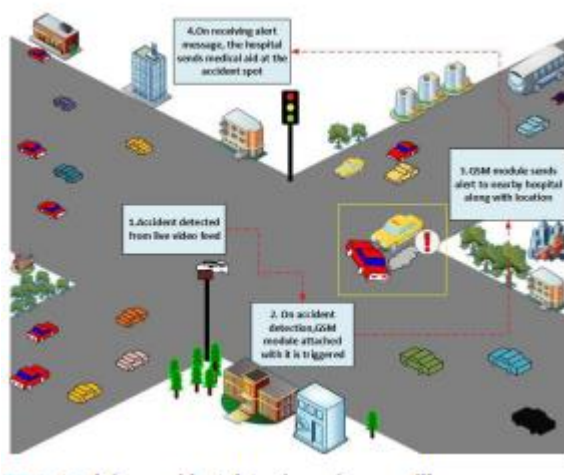 4.On receiving alert
message, the hospital
sends medical aid at the
accident spot
3. GSM module sends
alert to nearby hospital
along with location
1.Accident detected
from live video feed
2. On accident
detection,GSM
module attached
with it is triggered